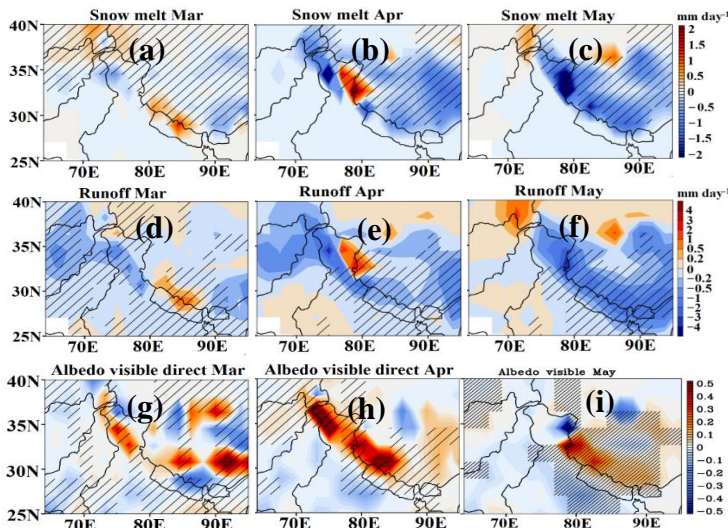 Snow melt Mar
Snow melt Apr
Snow melt May
mm day-1
40N
35N
30N
25N
(a)
(b)
(c)
2
1.5
1
0.5
0
-0.5
-1
-1.5
-2
70E 80E 90E
70E 80E 90E
70E 80E 90E
Runoff Mar
Runoff Apr
Runoff May
mm day-1
40N
35N
30N
25N
(d)
(e)
(f)
4
3
2
1
0.5
0.2
0
-0.2
-0.5
-1
-2
-3
-4
70E 80E 90E
70E 80E 90E
70E 80E 90E
Albedo visible direct Mar
Albedo visible direct Apr
Albedo visible May
40N
35N
30N
25N
(g)
(h)
(i)
0.5
0.4
0.3
0.2
0.1
0
-0.1
-0.2
-0.3
-0.4
-0.5
70E 80E 90E
70E 80E 90E
70E 80E 90E